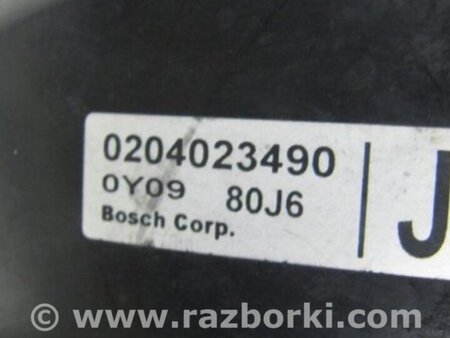 0204023490
0Y09 80J6
Bosch Corp.
J
© www.razborki.com